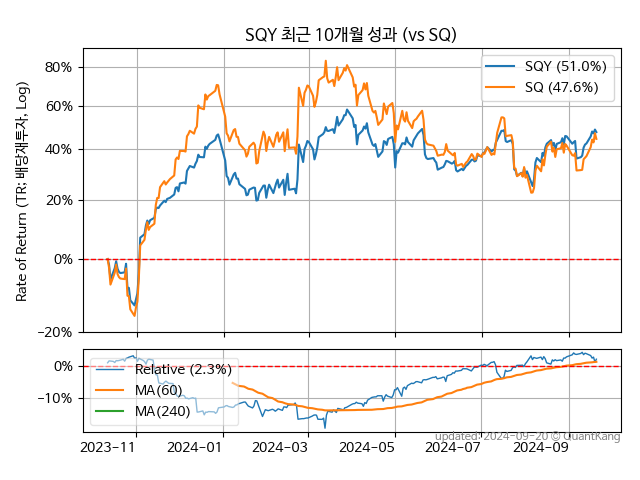 SQY 최근 10개월 성과 (vs SQ)
Rate of Return (TR: 배당재투자, Log)
80%
60%
40%
20%
0%
−20%
SQY (51.0%)
SQ (47.6%)
0%
−10%
Relative (2.3%)
MA(60)
MA(240)
2023-11
2024-01
2024-03
2024-05
2024-07
2024-09
updated: 2024-09-20 © QuantKang